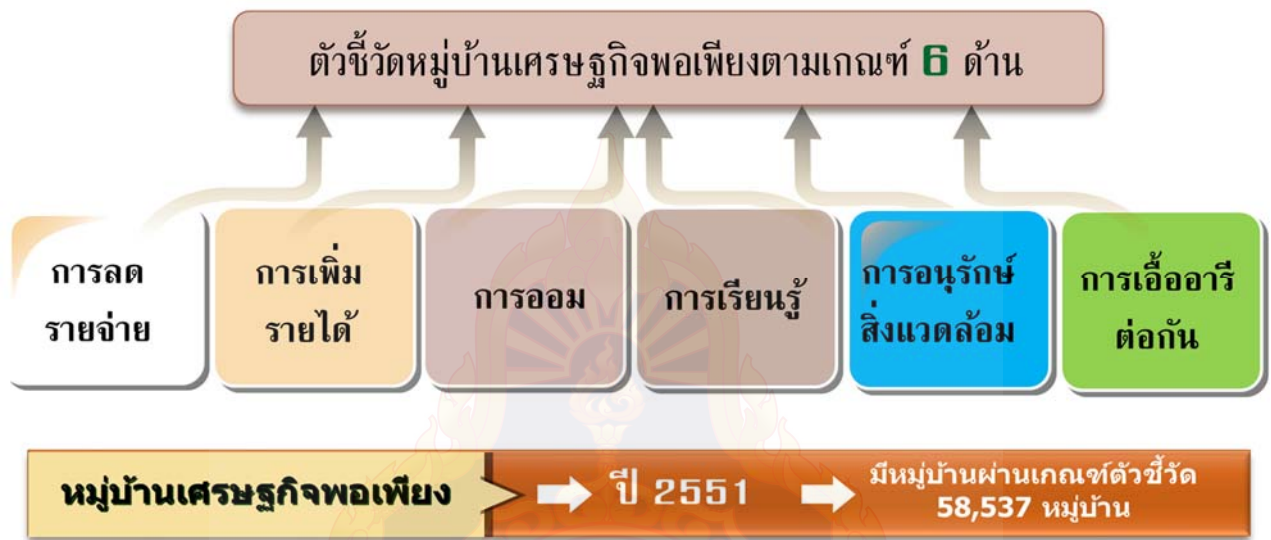 ตัวชี้วัดหมู่บ้านเศรษฐกิจพอเพียงตามเกณฑ์ 6 ด้าน
การลด
รายจ่าย
การเพิ่ม
รายได้
การออม
การเรียนรู้
การอนุรักษ์
สิ่งแวดล้อม
การเอื้ออารี
ต่อกัน
หมู่บ้านเศรษฐกิจพอเพียง
ปี 2551
มีหมู่บ้านผ่านเกณฑ์ตัวชี้วัด
58,537 หมู่บ้าน